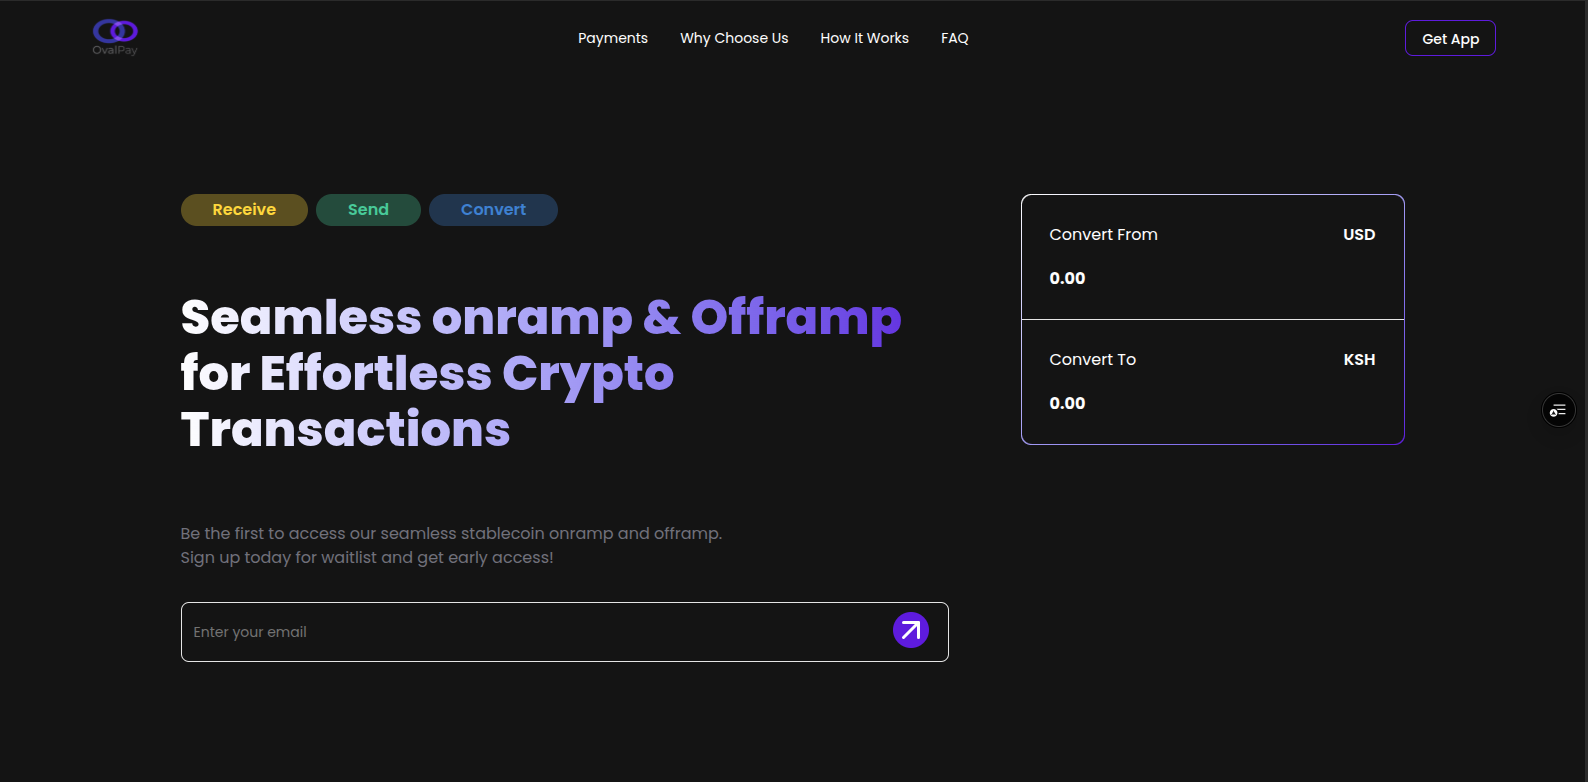 OvalPay
Payments
Why Choose Us
How It Works
FAQ
Get App
Receive
Send
Convert
Seamless onramp & Offramp
for Effortless Crypto
Transactions
Be the first to access our seamless stablecoin onramp and offramp.
Sign up today for waitlist and get early access!
Enter your email
Convert From
USD
0.00
Convert To
KSH
0.00